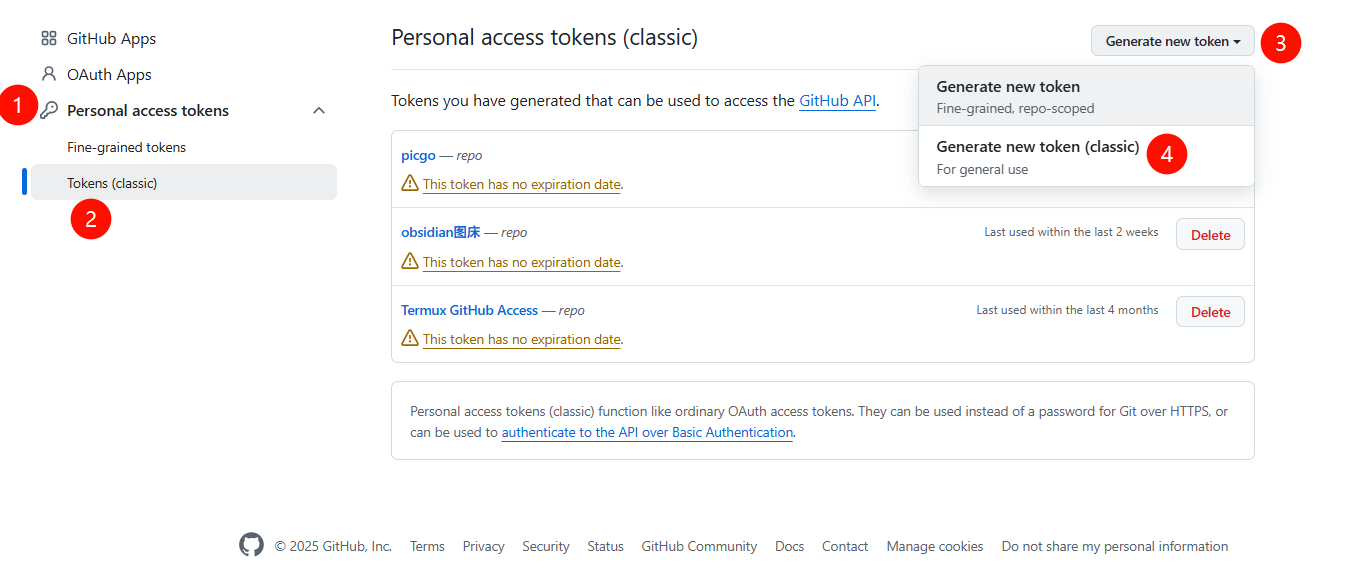 GitHub Apps
OAuth Apps
1
Personal access tokens
Fine-grained tokens
Tokens (classic)
2
Personal access tokens (classic)
Generate new token
3
Generate new token
Fine-grained, repo-scoped
Generate new token (classic)
4
For general use
Tokens you have generated that can be used to access the GitHub API.
picgo — repo
This token has no expiration date.
obsidian图床 — repo
Last used within the last 2 weeks
Delete
This token has no expiration date.
Termux GitHub Access — repo
Last used within the last 4 months
Delete
This token has no expiration date.
Personal access tokens (classic) function like ordinary OAuth access tokens. They can be used instead of a password for Git over HTTPS, or
can be used to authenticate to the API over Basic Authentication.
© 2025 GitHub, Inc. Terms Privacy Security Status GitHub Community Docs Contact Manage cookies Do not share my personal information